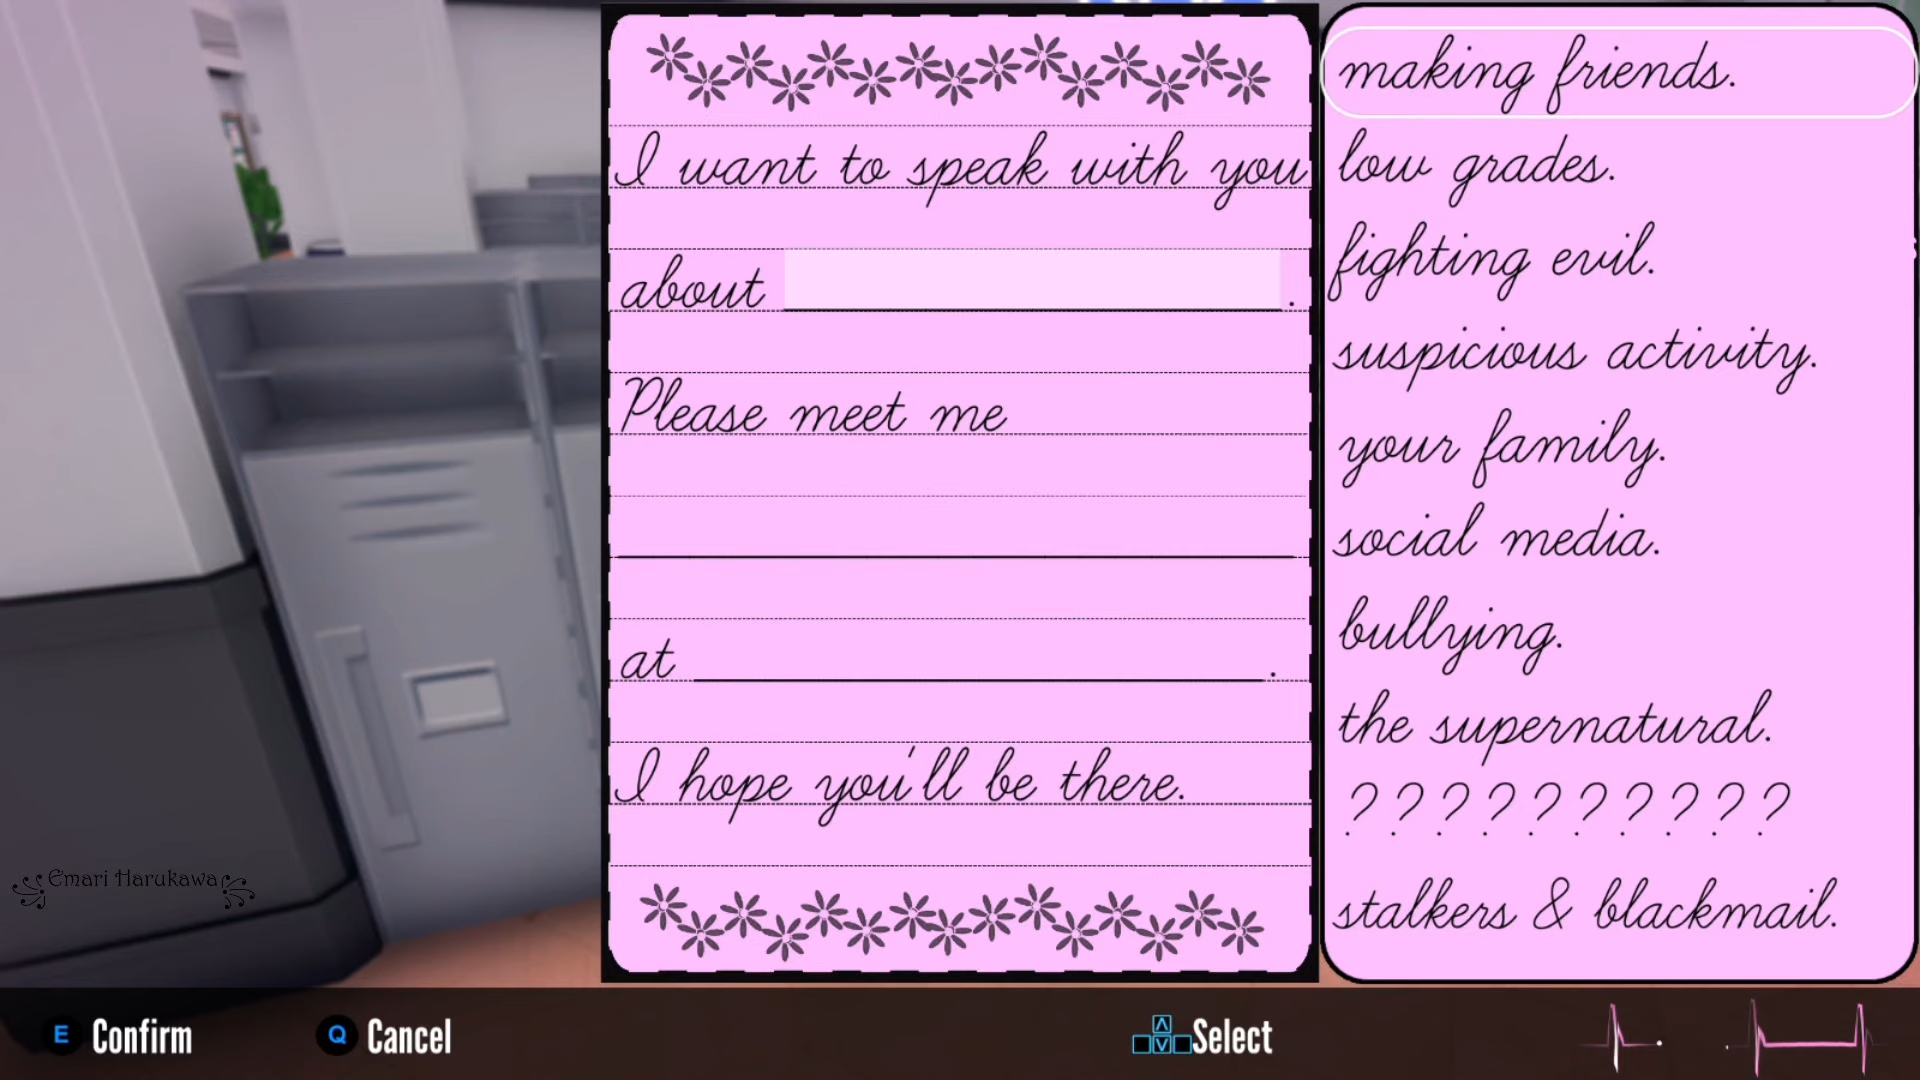 I want to speak with you
about .
Please meet me
at .
I hope you'll be there.
making friends.
low grades.
fighting evil.
suspicious activity.
your family.
social media.
bullying.
the supernatural.
??????????
stalkers & blackmail.
Emari Harukawa
E Confirm
Q Cancel
Select